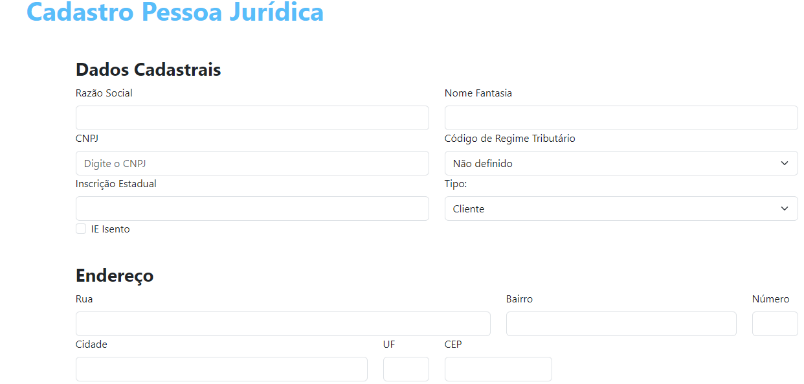 Cadastro Pessoa Jurídica
Dados Cadastrais
Razão Social
Nome Fantasia
CNPJ
Código de Regime Tributário
Digite o CNPJ
Não definido
Inscrição Estadual
Tipo:
Cliente
IE Isento
Endereço
Rua
Bairro
Número
Cidade
UF
CEP